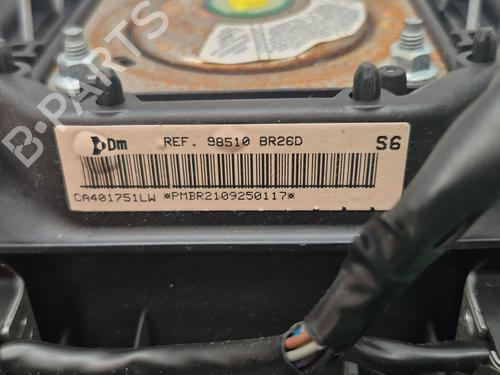 B-Parts
Dm REF. 98510 BR26D S6
CA401751LW *PMBR2109250117*